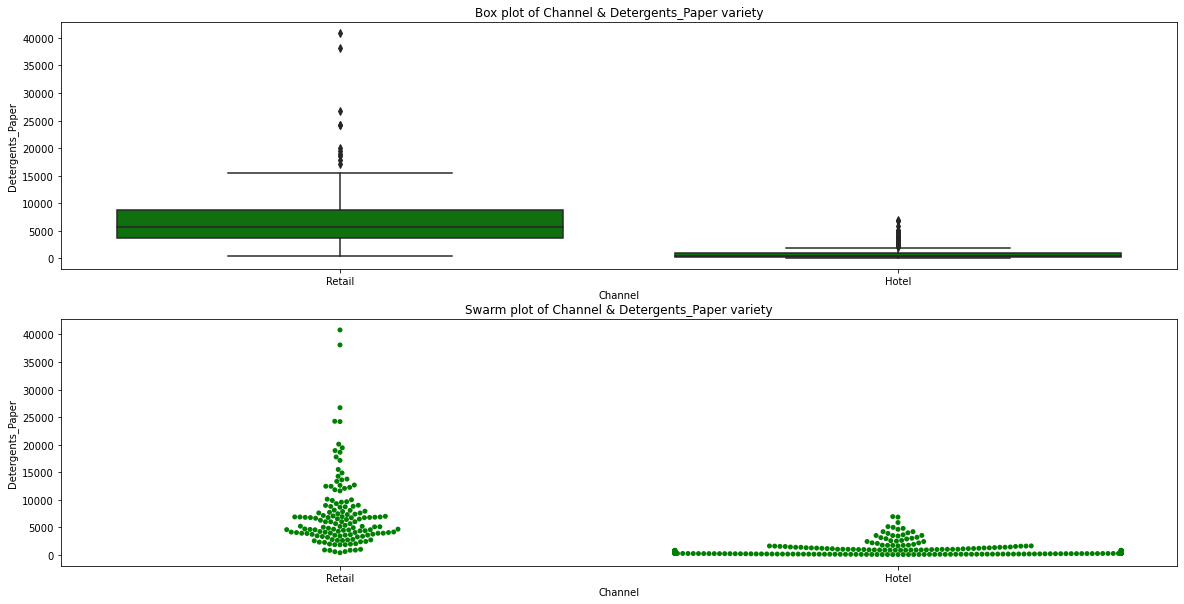 Box plot of Channel & Detergents_Paper variety
40000
35000
30000
25000
20000
15000
10000
5000
0
Detergents_Paper
Retail
Hotel
Channel
Swarm plot of Channel & Detergents_Paper variety
40000
35000
30000
25000
20000
15000
10000
5000
0
Detergents_Paper
Retail
Hotel
Channel